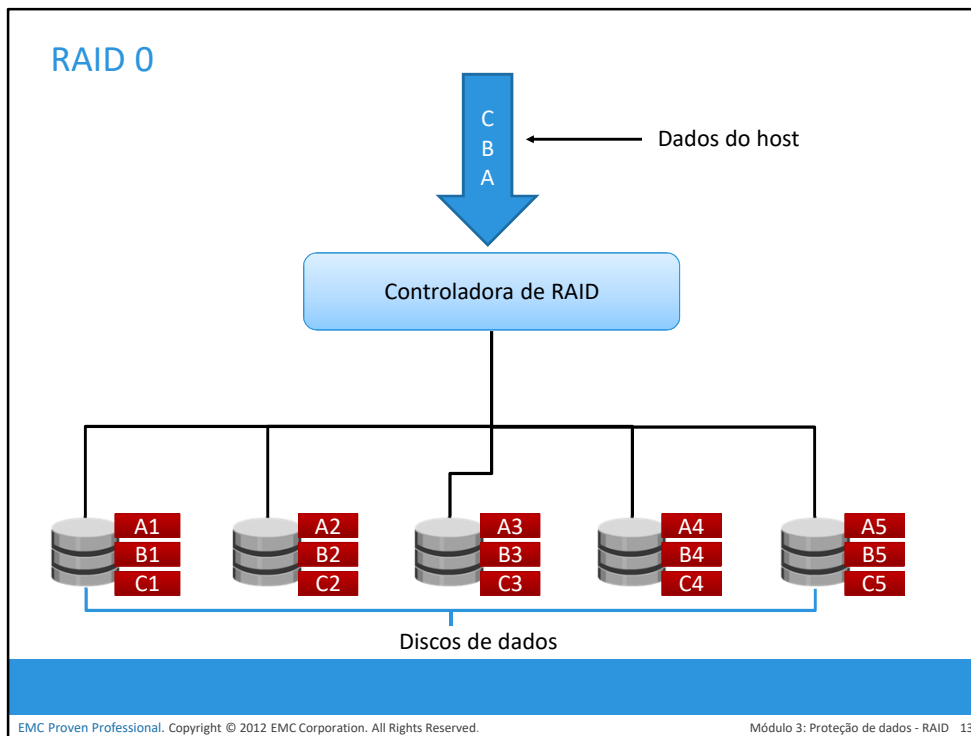 RAID 0
C
B
A
Dados do host
Controladora de RAID
A1 A2 A3 A4 A5
B1 B2 B3 B4 B5
C1 C2 C3 C4 C5
Discos de dados
EMC Proven Professional. Copyright © 2012 EMC Corporation. All Rights Reserved. Módulo 3: Proteção de dados - RAID 13